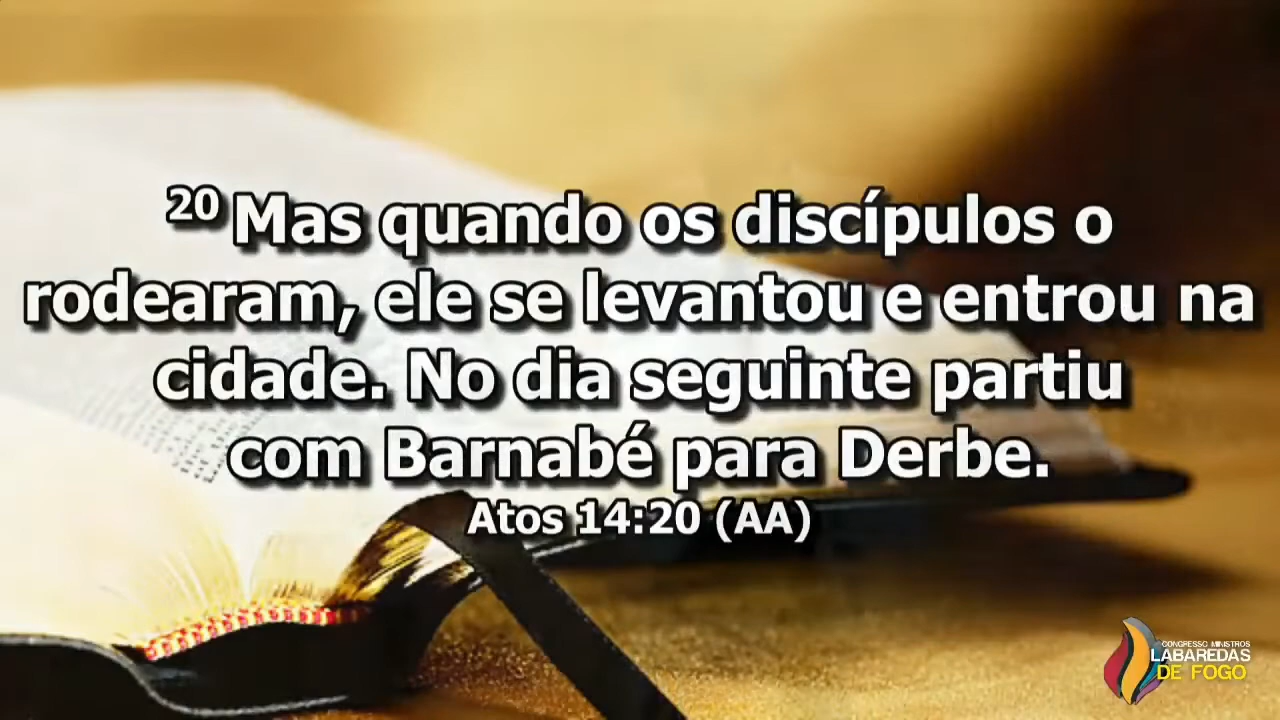 20 Mas quando os discípulos o
rodearam, ele se levantou e entrou na
cidade. No dia seguinte partiu
com Barnabé para Derbe.
Atos 14:20 (AA)
CONGRESSO MINISTROS
LABAREDAS
DE FOGO